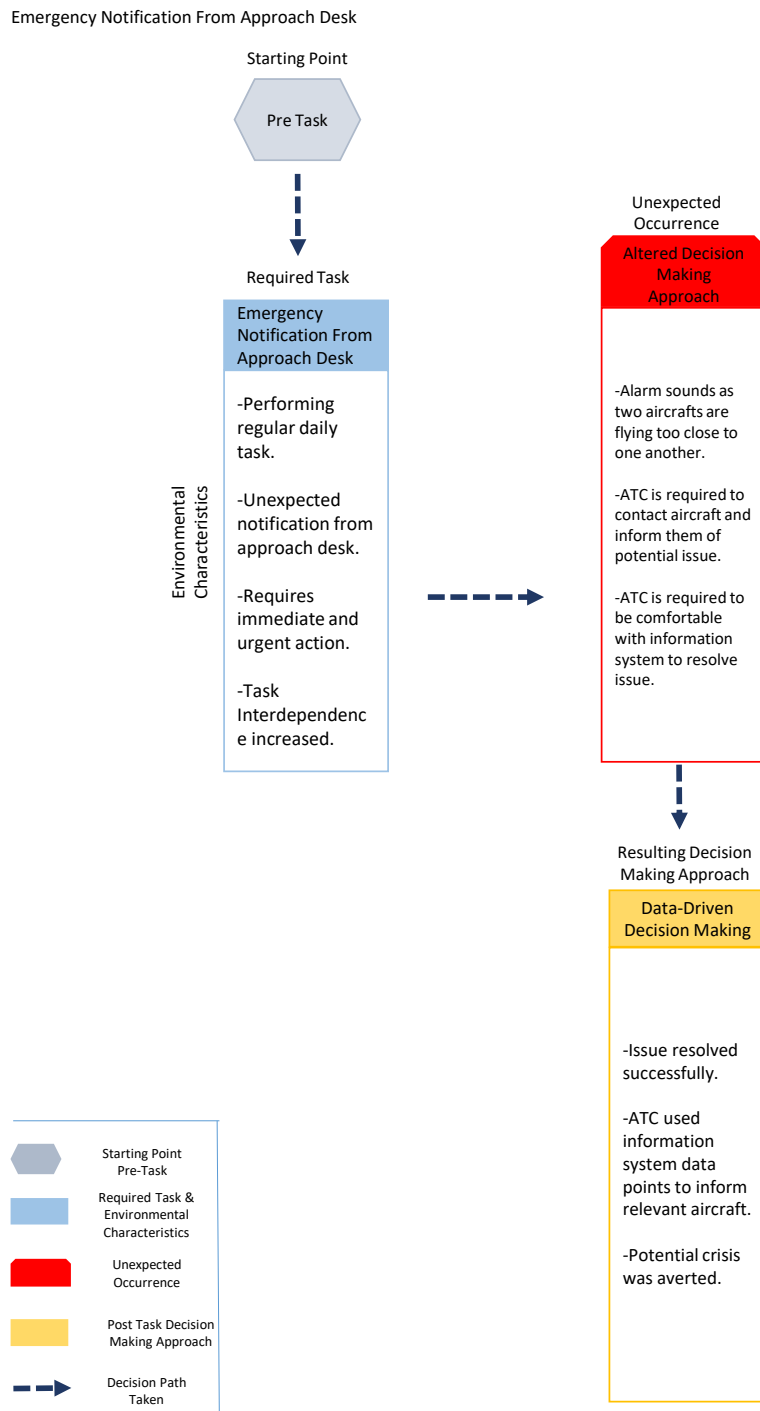 Emergency Notification From Approach Desk
Starting Point
Pre Task
Required Task
Emergency
Notification From
Approach Desk
-Performing
regular daily
task.
-Unexpected
notification from
approach desk.
-Requires
immediate and
urgent action.
-Task
Interdependenc
e increased.
Environmental
Characteristics
Unexpected
Occurrence
Altered Decision
Making
Approach
-Alarm sounds as
two aircrafts are
flying too close to
one another.
-ATC is required to
contact aircraft and
inform them of
potential issue.
-ATC is required to
be comfortable
with information
system to resolve
issue.
Resulting Decision
Making Approach
Data-Driven
Decision Making
-Issue resolved
successfully.
-ATC used
information
system data
points to inform
relevant aircraft.
-Potential crisis
was averted.
Starting Point
Pre-Task
Required Task &
Environmental
Characteristics
Unexpected
Occurrence
Post Task Decision
Making Approach
Decision Path
Taken